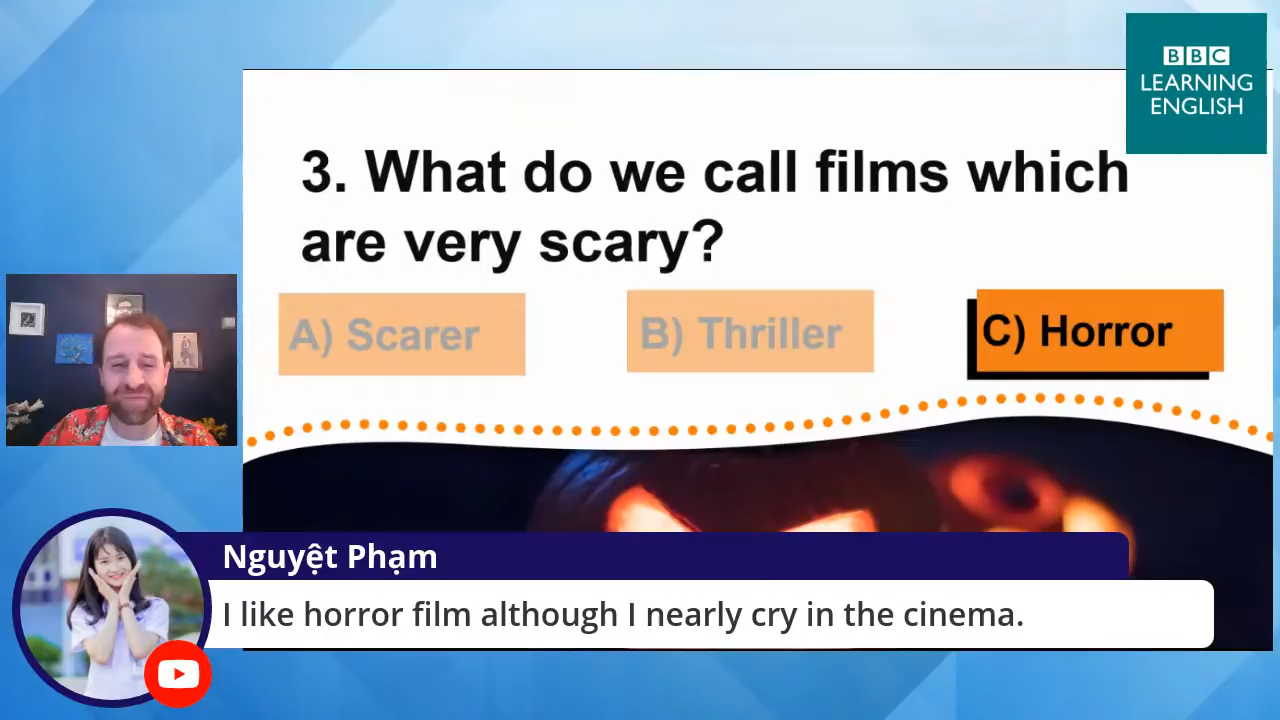 BBC
LEARNING
ENGLISH
3. What do we call films which
are very scary?
A) Scarer
B) Thriller
C) Horror
Nguyệt Phạm
I like horror film although I nearly cry in the cinema.